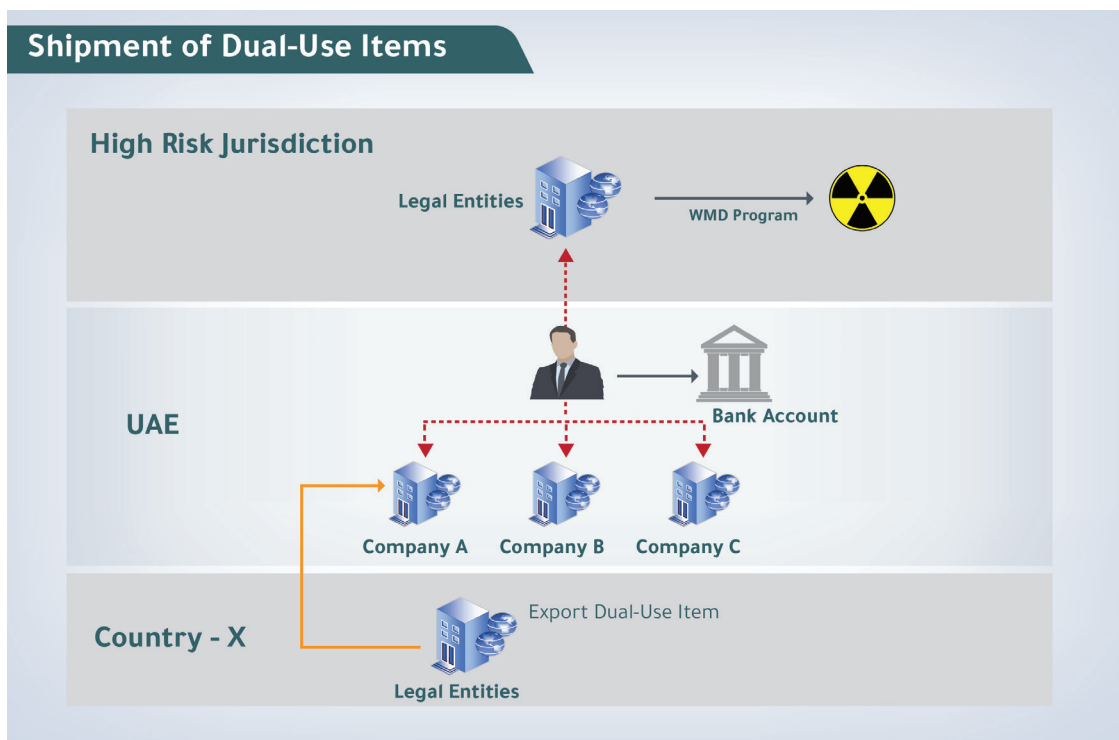 Shipment of Dual-Use Items
High Risk Jurisdiction
Legal Entities
WMD Program
UAE
Bank Account
Company A
Company B
Company C
Country - X
Export Dual-Use Item
Legal Entities